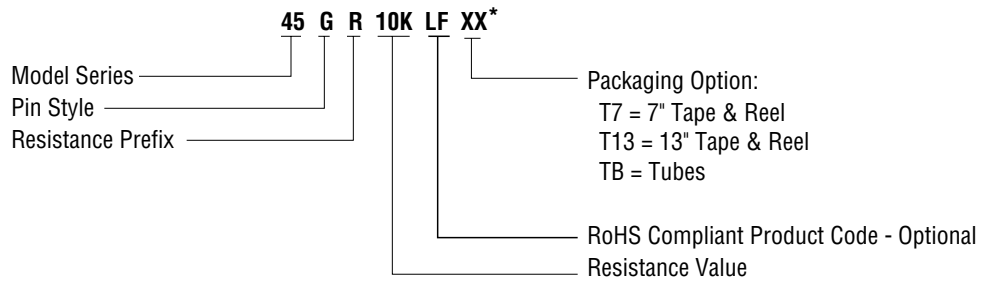 45 G R 10K LF XX*
Model Series
Pin Style
Resistance Prefix
Packaging Option:
T7 = 7" Tape & Reel
T13 = 13" Tape & Reel
TB = Tubes
RoHS Compliant Product Code - Optional
Resistance Value